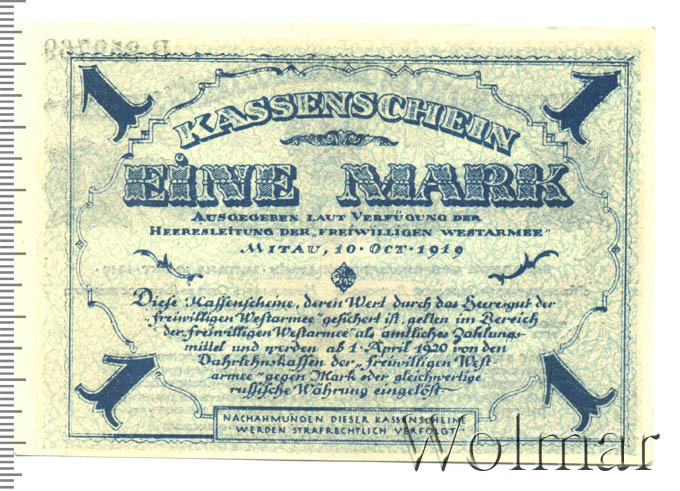 1 1
KASSENSCHEIN
EINE MARK
AUSGEGEBEN LAUT VERFÜGUNG DER
HEERESLEITUNG DER „FREIWILLIGEN WESTARMEE"
MITAU, 10 · OCT · 1919
Diese Kassenscheine, deren Wert durch das Heeresgut der
„freiwilligen Westarmee" gesichert ist, gelten im Bereich
der „freiwilligen Westarmee" als amtliches Zahlungs-
mittel und werden ab 1 · April 1920 von den
Dahrlehnskassen der „freiwilligen West-
armee" gegen Mark oder gleichwertige
russische Währung eingelöst
1 1
NACHAHMUNGEN DIESER KASSENSCHEINE
WERDEN STRAFRECHTLICH VERFOLGT
Wolmar